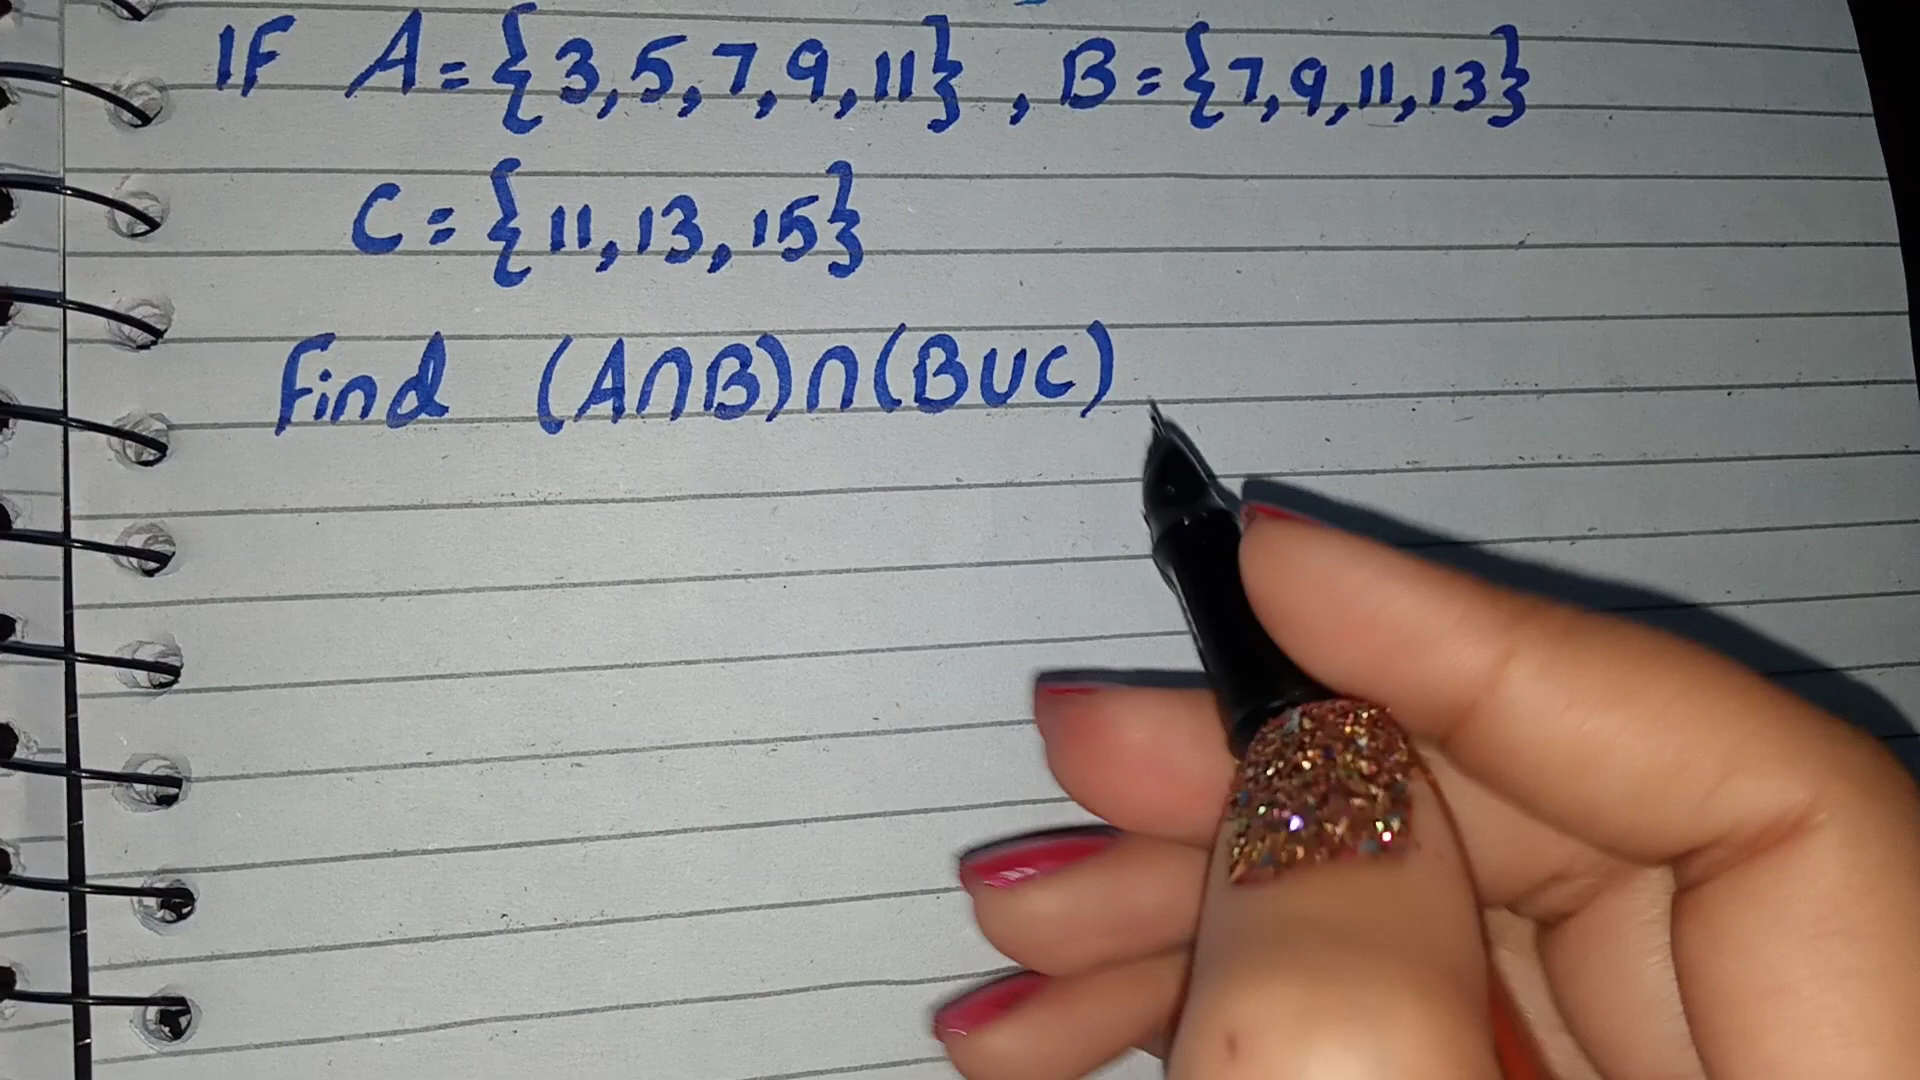 IF A={3,5,7,9,11}, B={7,9,11,13}
C={11,13,15}
Find (A∩B)∩(B∪C)